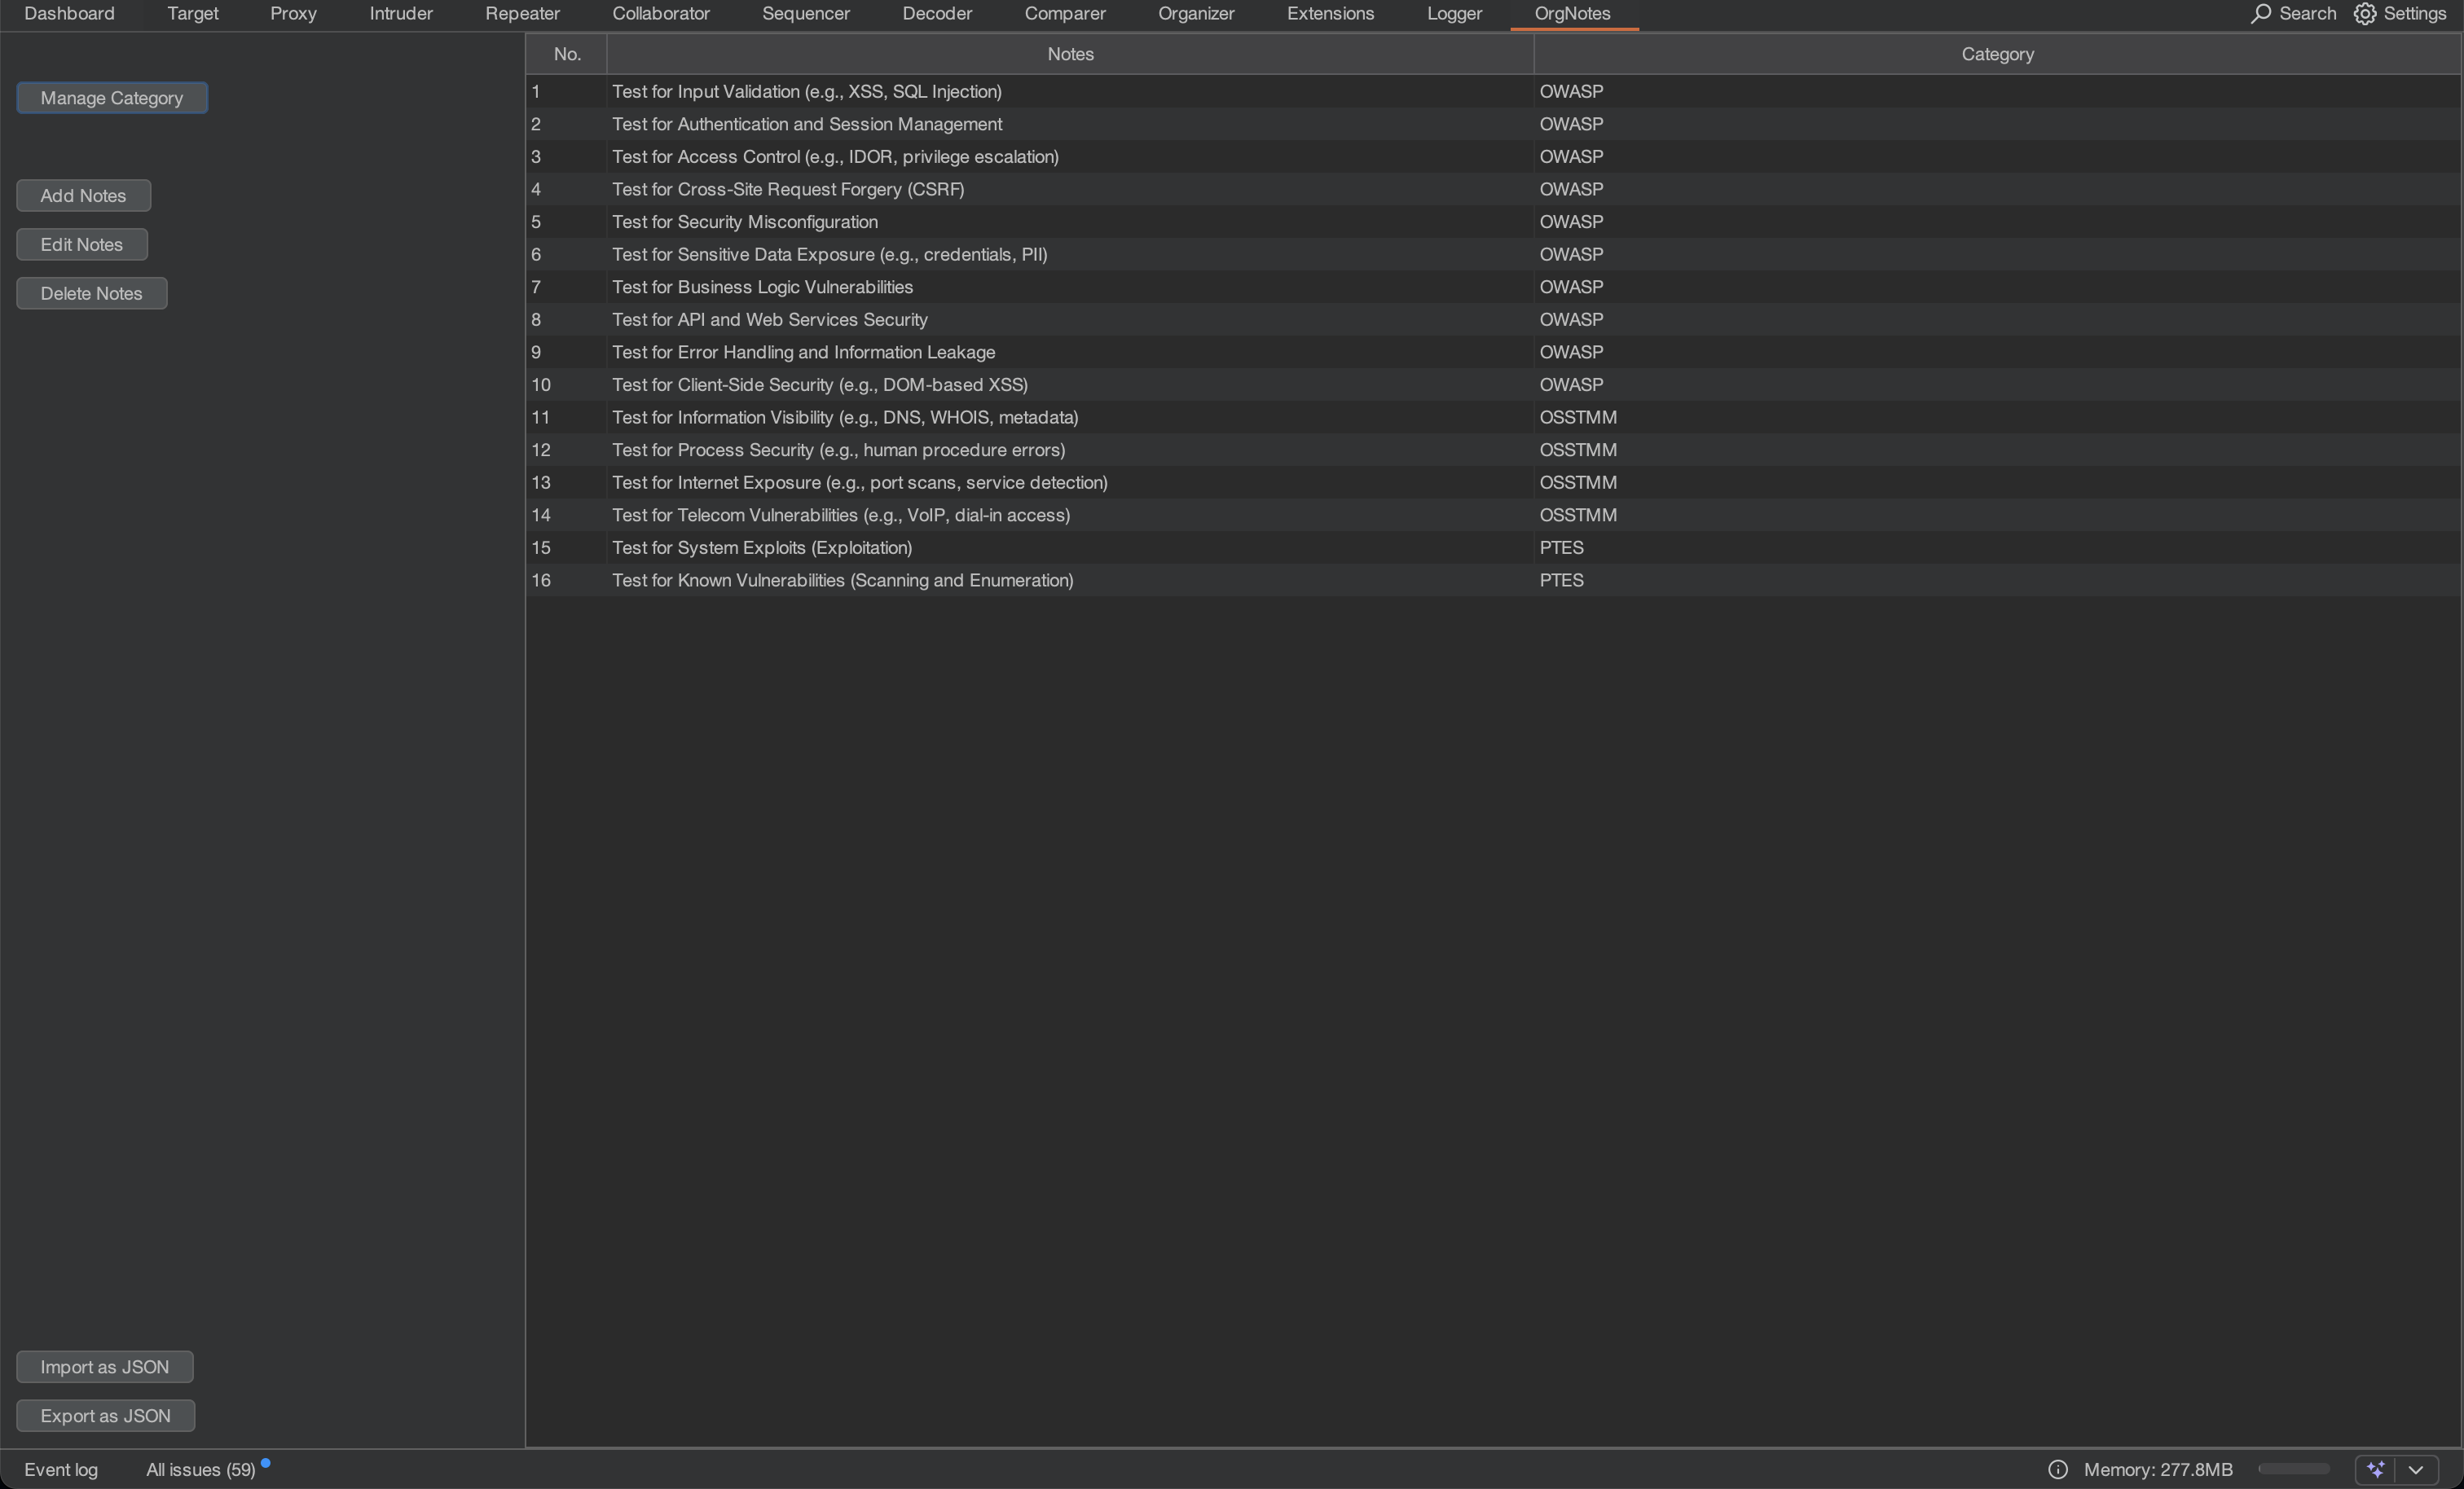 Dashboard Target Proxy Intruder Repeater Collaborator Sequencer Decoder Comparer Organizer Extensions Logger OrgNotes Search Settings
Manage Category
Add Notes
Edit Notes
Delete Notes
Import as JSON
Export as JSON
No. Notes Category
1 Test for Input Validation (e.g., XSS, SQL Injection) OWASP
2 Test for Authentication and Session Management OWASP
3 Test for Access Control (e.g., IDOR, privilege escalation) OWASP
4 Test for Cross-Site Request Forgery (CSRF) OWASP
5 Test for Security Misconfiguration OWASP
6 Test for Sensitive Data Exposure (e.g., credentials, PII) OWASP
7 Test for Business Logic Vulnerabilities OWASP
8 Test for API and Web Services Security OWASP
9 Test for Error Handling and Information Leakage OWASP
10 Test for Client-Side Security (e.g., DOM-based XSS) OWASP
11 Test for Information Visibility (e.g., DNS, WHOIS, metadata) OSSTMM
12 Test for Process Security (e.g., human procedure errors) OSSTMM
13 Test for Internet Exposure (e.g., port scans, service detection) OSSTMM
14 Test for Telecom Vulnerabilities (e.g., VoIP, dial-in access) OSSTMM
15 Test for System Exploits (Exploitation) PTES
16 Test for Known Vulnerabilities (Scanning and Enumeration) PTES
Event log All issues (59) Memory: 277.8MB